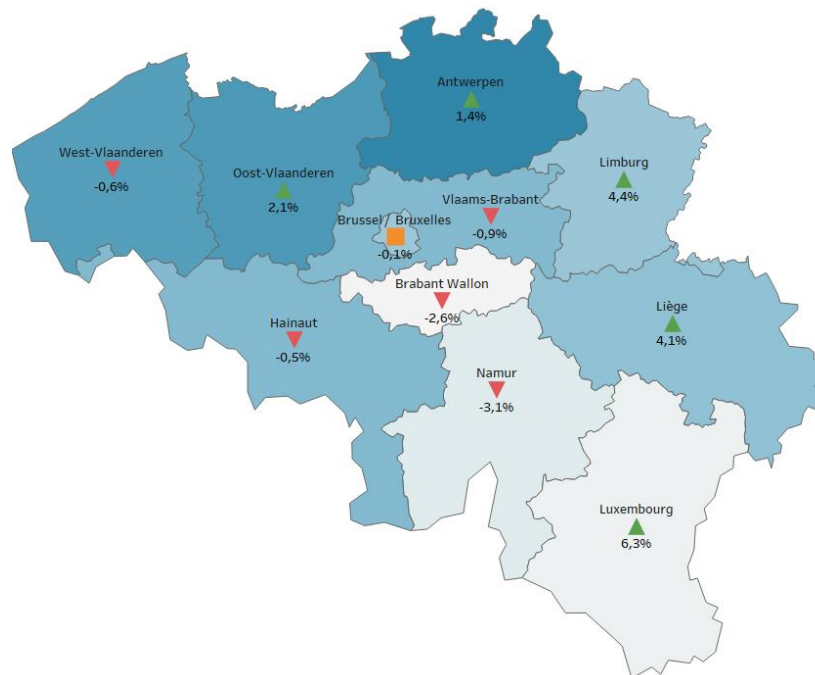 Antwerpen
1,4%
West-Vlaanderen
-0,6%
Oost-Vlaanderen
2,1%
Limburg
4,4%
Vlaams-Brabant
-0,9%
Brussel / Bruxelles
-0,1%
Brabant Wallon
-2,6%
Liège
4,1%
Hainaut
-0,5%
Namur
-3,1%
Luxembourg
6,3%